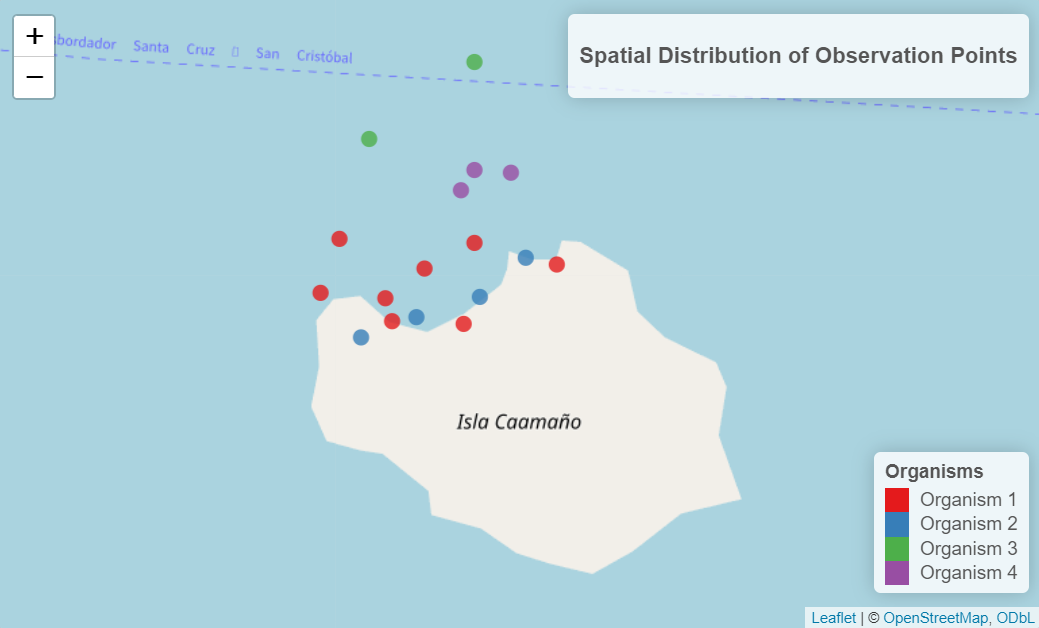 +
−
Santa Cruz
San Cristóbal
Spatial Distribution of Observation Points
Isla Caamaño
Organisms
Organism 1
Organism 2
Organism 3
Organism 4
Leaflet | © OpenStreetMap, ODbL